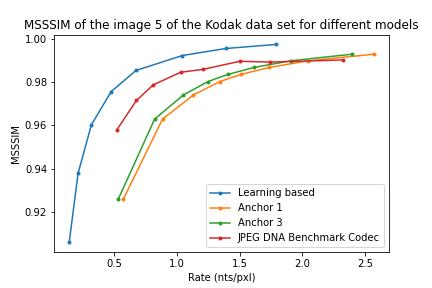 MSSSIM of the image 5 of the Kodak data set for different models
1.00
0.98
0.96
0.94
0.92
MSSSIM
0.5
1.0
1.5
2.0
2.5
Rate (nts/pxl)
Learning based
Anchor 1
Anchor 3
JPEG DNA Benchmark Codec